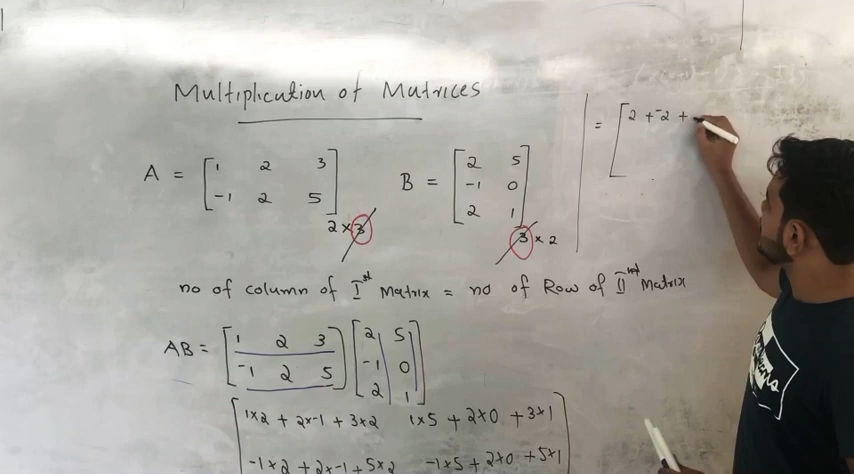 Multiplication of Matrices
A = [1 2 3
-1 2 5] 2×3
B = [2 5
-1 0
2 1] 3×2
= [2 + -2 +
no of column of Ist Matrix = no of Row of IInd Matrix
AB = [1 2 3
-1 2 5] [2 5
-1 0
2 1]
[1×2 + 2×-1 + 3×2 1×5 + 2×0 + 3×1
-1×2 + 2×-1 + 5×2 -1×5 + 2×0 + 5×1